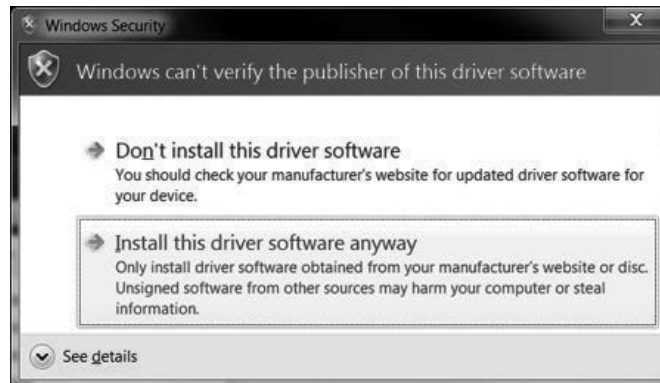 Windows Security
X
Windows can't verify the publisher of this driver software
Don't install this driver software
You should check your manufacturer's website for updated driver software for
your device.
Install this driver software anyway
Only install driver software obtained from your manufacturer's website or disc.
Unsigned software from other sources may harm your computer or steal
information.
See details